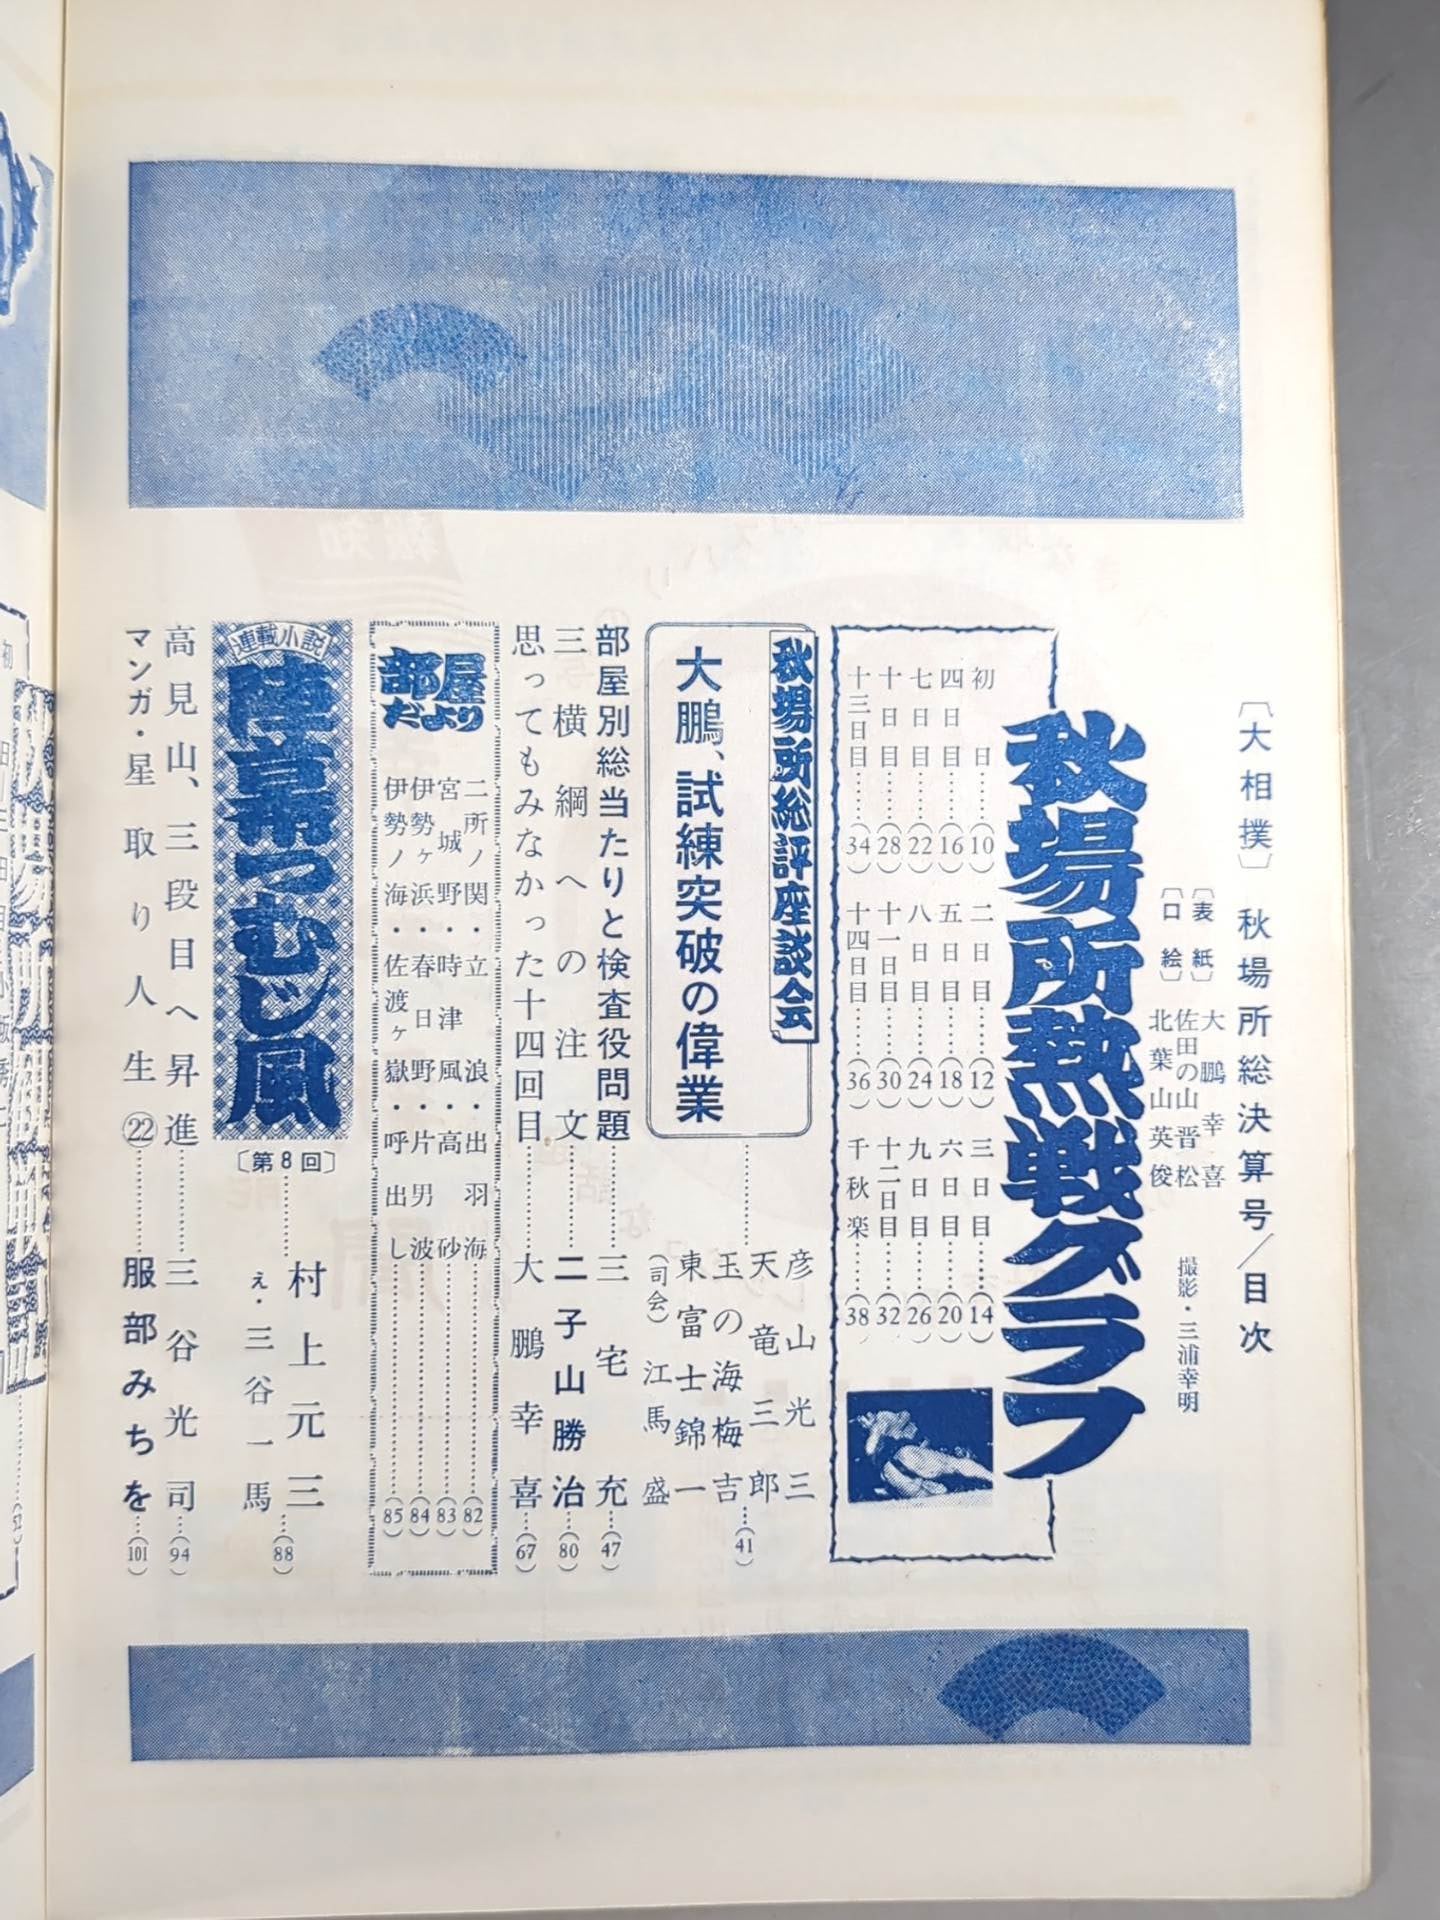 〔大相撲〕秋場所総決算号/目次
〔表紙〕大鵬幸喜
〔口絵〕佐田の山晋松
北葉山英俊
撮影・三浦幸明
秋場所熱戦グラフ
初日……(10) 二日目……(12) 三日目……(14)
四日目……(16) 五日目……(18) 六日目……(20)
七日目……(22) 八日目……(24) 九日目……(26)
十日目……(28) 十一日目……(30) 十二日目……(32)
十三日目……(34) 十四日目……(36) 千秋楽……(38)
秋場所総評座談会
大鵬、試練突破の偉業
彦山光三
天竜三郎
玉の海梅吉
東富士錦一
(司会)江馬盛
(41)
部屋別総当たりと検査役問題 三宅充…(47)
三横綱への注文……二子山勝治…(80)
思ってもみなかった十四回目……大鵬幸喜…(67)
部屋だより
二所ノ関・立浪・出羽海……(82)
宮城野・時津風・高砂……(83)
伊勢ヶ浜・春日野・片男波……(84)
伊勢ノ海・佐渡ヶ嶽・呼出し……(85)
連載小説
陣幕つむじ風
〔第8回〕……村上元三…(88)
え・三谷一馬
高見山、三段目へ昇進……三谷光司…(94)
マンガ・星取り人生㉒……服部みちを…(101)